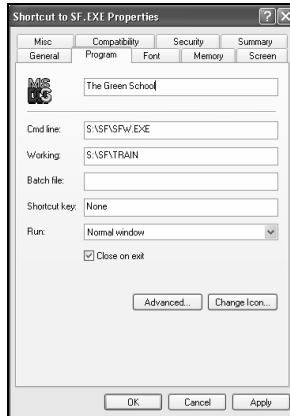 Shortcut to SF.EXE Properties
Misc Compatibility Security Summary
General Program Font Memory Screen
MS DOS The Green School
Cmd line: S:\SF\SFW.EXE
Working: S:\SF\TRAIN
Batch file:
Shortcut key: None
Run: Normal window
Close on exit
Advanced... Change Icon...
OK Cancel Apply